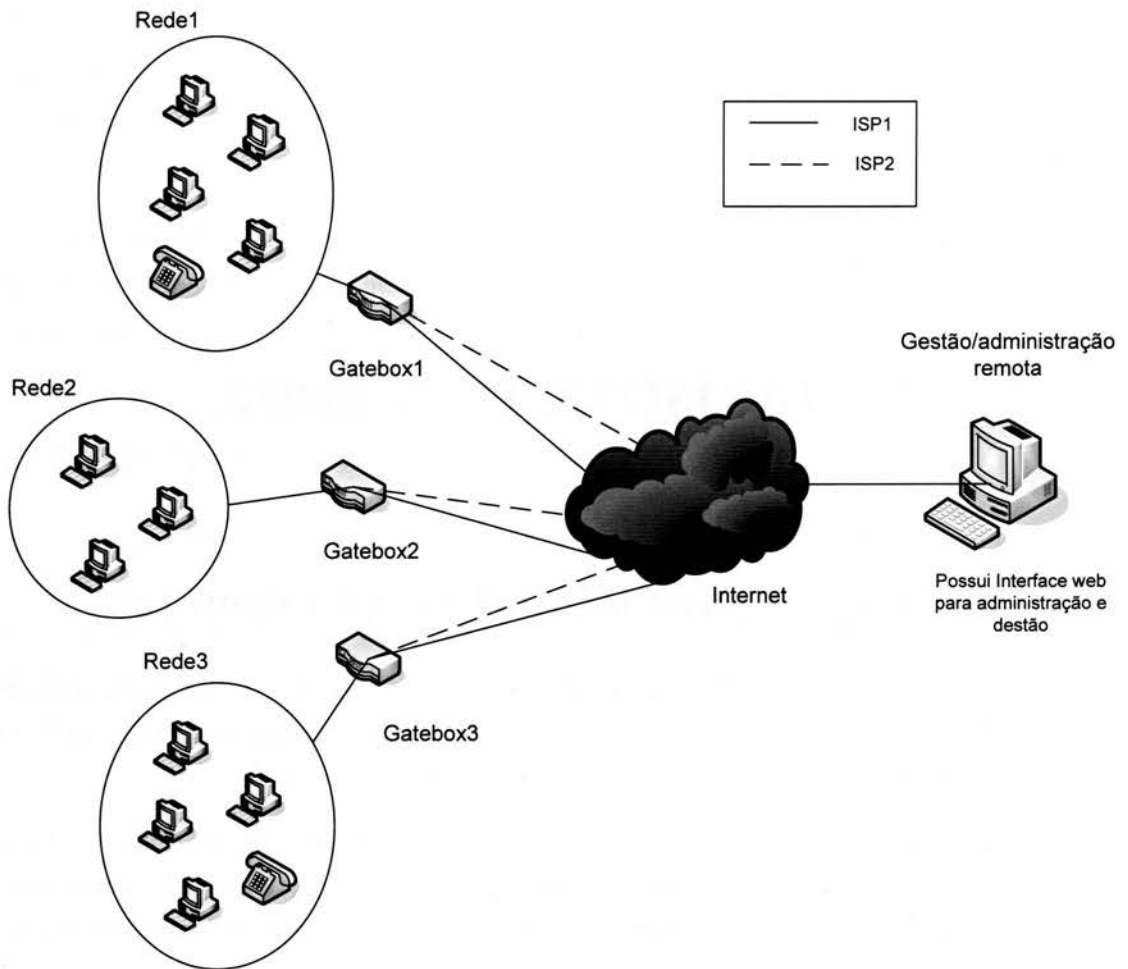 Rede1
ISP1
ISP2
Gatebox1
Gestão/administração
remota
Rede2
Gatebox2
Internet
Possui Interface web
para administração e
destão
Rede3
Gatebox3